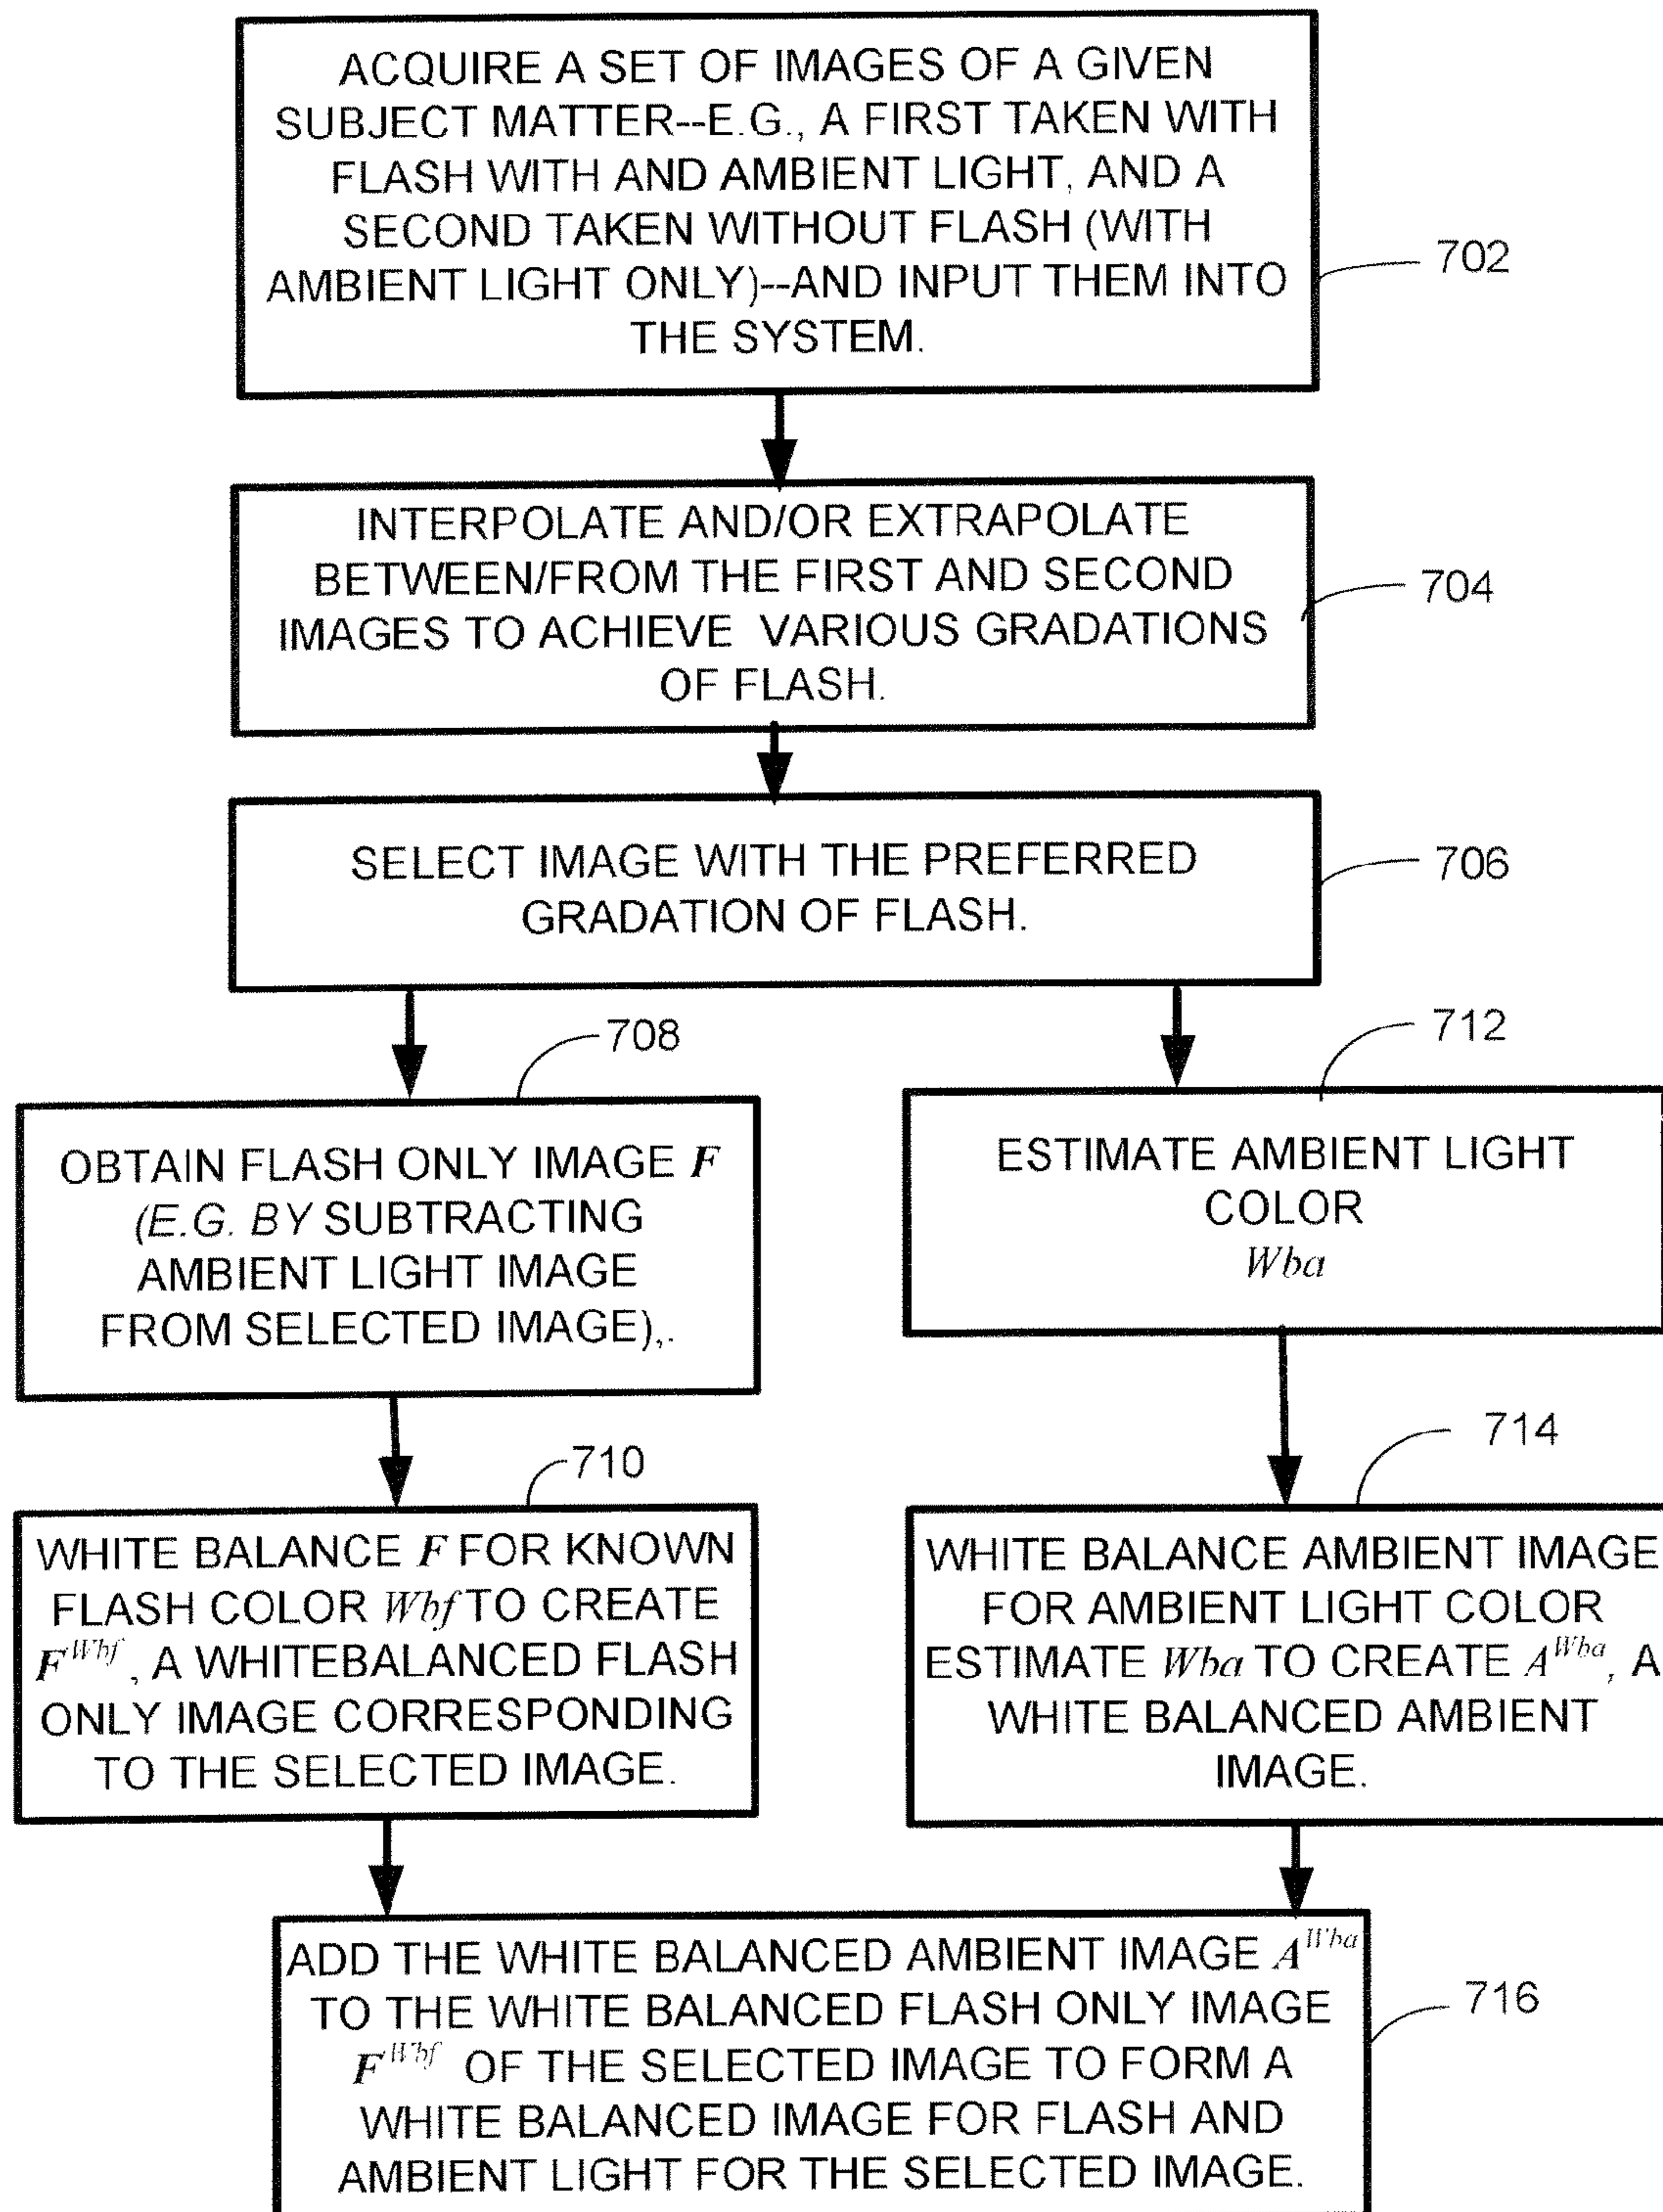 ACQUIRE A SET OF IMAGES OF A GIVEN
SUBJECT MATTER--E.G., A FIRST TAKEN WITH
FLASH WITH AND AMBIENT LIGHT, AND A
SECOND TAKEN WITHOUT FLASH (WITH
AMBIENT LIGHT ONLY)--AND INPUT THEM INTO
THE SYSTEM.
702
INTERPOLATE AND/OR EXTRAPOLATE
BETWEEN/FROM THE FIRST AND SECOND
IMAGES TO ACHIEVE VARIOUS GRADATIONS
OF FLASH.
704
SELECT IMAGE WITH THE PREFERRED
GRADATION OF FLASH.
706
708
OBTAIN FLASH ONLY IMAGE F
(E.G. BY SUBTRACTING
AMBIENT LIGHT IMAGE
FROM SELECTED IMAGE),.
712
ESTIMATE AMBIENT LIGHT
COLOR
Wba
710
WHITE BALANCE F FOR KNOWN
FLASH COLOR Wbf TO CREATE
F^Wbf, A WHITEBALANCED FLASH
ONLY IMAGE CORRESPONDING
TO THE SELECTED IMAGE.
714
WHITE BALANCE AMBIENT IMAGE
FOR AMBIENT LIGHT COLOR
ESTIMATE Wba TO CREATE A^Wba, A
WHITE BALANCED AMBIENT
IMAGE.
ADD THE WHITE BALANCED AMBIENT IMAGE A^Wba
TO THE WHITE BALANCED FLASH ONLY IMAGE
F^Wbf OF THE SELECTED IMAGE TO FORM A
WHITE BALANCED IMAGE FOR FLASH AND
AMBIENT LIGHT FOR THE SELECTED IMAGE.
716